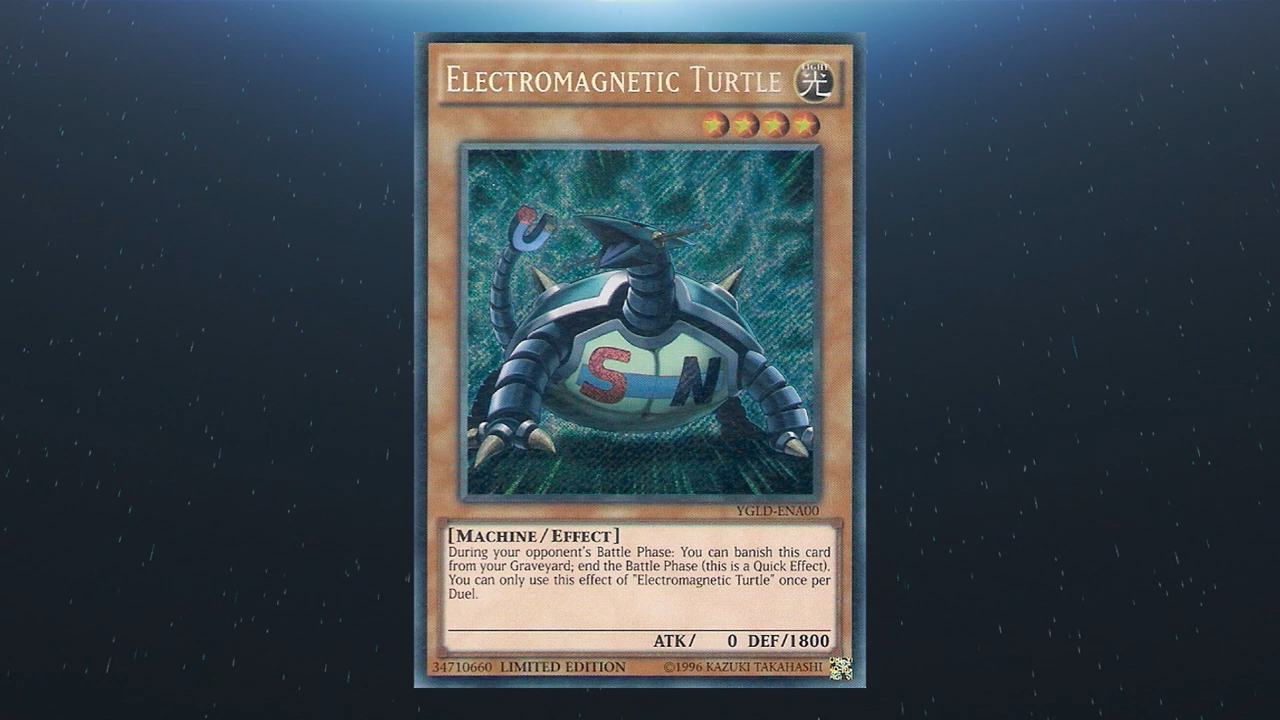 ELECTROMAGNETIC TURTLE
LIGHT
光
S N
YGLD-ENA00
[MACHINE/EFFECT]
During your opponent's Battle Phase: You can banish this card
from your Graveyard; end the Battle Phase (this is a Quick Effect).
You can only use this effect of "Electromagnetic Turtle" once per
Duel.
ATK/ 0 DEF/1800
34710660 LIMITED EDITION ©1996 KAZUKI TAKAHASHI